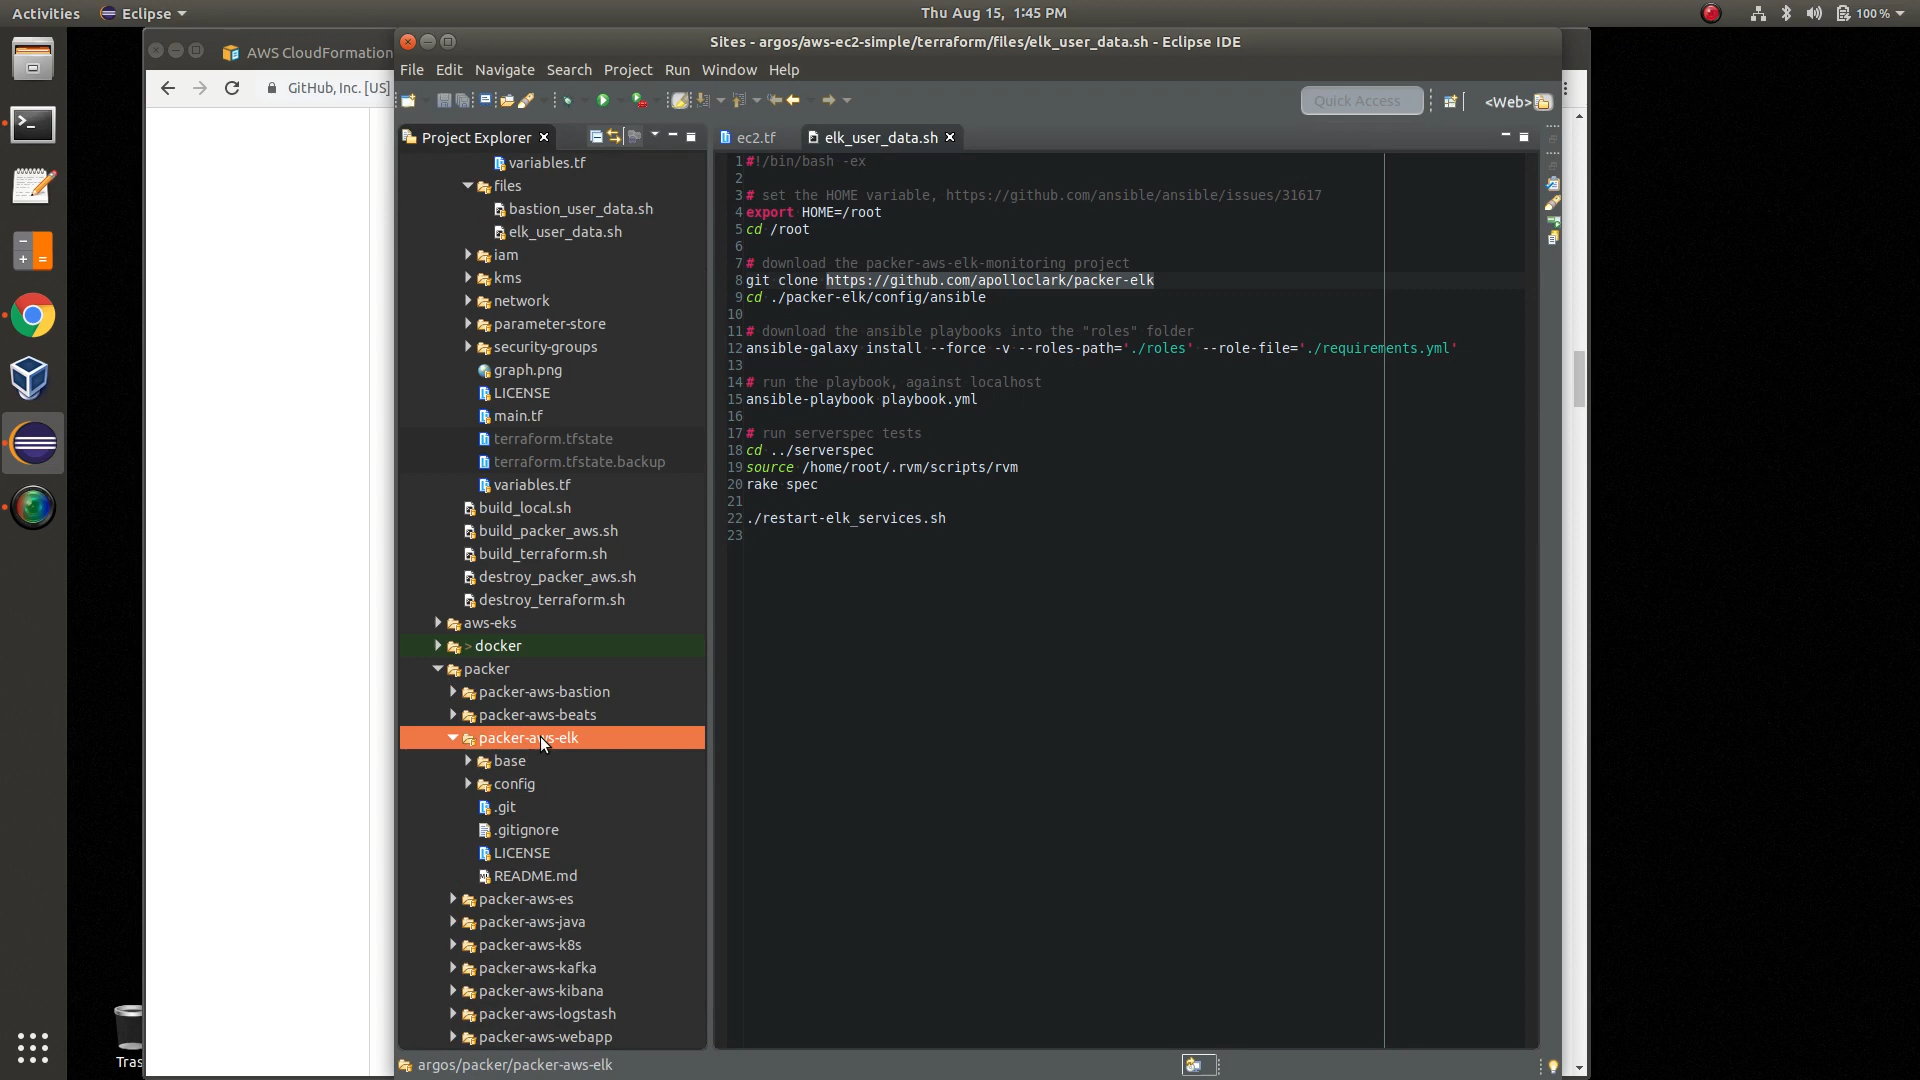 Activities
Eclipse
Thu Aug 15, 1:45 PM
100 %
AWS CloudFormation
GitHub, Inc. [US]
Sites - argos/aws-ec2-simple/terraform/files/elk_user_data.sh - Eclipse IDE
File Edit Navigate Search Project Run Window Help
Quick Access
<Web>
Project Explorer
variables.tf
files
bastion_user_data.sh
elk_user_data.sh
iam
kms
network
parameter-store
security-groups
graph.png
LICENSE
main.tf
terraform.tfstate
terraform.tfstate.backup
variables.tf
build_local.sh
build_packer_aws.sh
build_terraform.sh
destroy_packer_aws.sh
destroy_terraform.sh
aws-eks
> docker
packer
packer-aws-bastion
packer-aws-beats
packer-aws-elk
base
config
.git
.gitignore
LICENSE
README.md
packer-aws-es
packer-aws-java
packer-aws-k8s
packer-aws-kafka
packer-aws-kibana
packer-aws-logstash
packer-aws-webapp
ec2.tf
elk_user_data.sh
1 #!/bin/bash -ex
2
3 # set the HOME variable, https://github.com/ansible/ansible/issues/31617
4 export HOME=/root
5 cd /root
6
7 # download the packer-aws-elk-monitoring project
8 git clone https://github.com/apolloclark/packer-elk
9 cd ./packer-elk/config/ansible
10
11 # download the ansible playbooks into the "roles" folder
12 ansible-galaxy install --force -v --roles-path='./roles' --role-file='./requirements.yml'
13
14 # run the playbook, against localhost
15 ansible-playbook playbook.yml
16
17 # run serverspec tests
18 cd ../serverspec
19 source /home/root/.rvm/scripts/rvm
20 rake spec
21
22 ./restart-elk_services.sh
23
argos/packer/packer-aws-elk
Tras